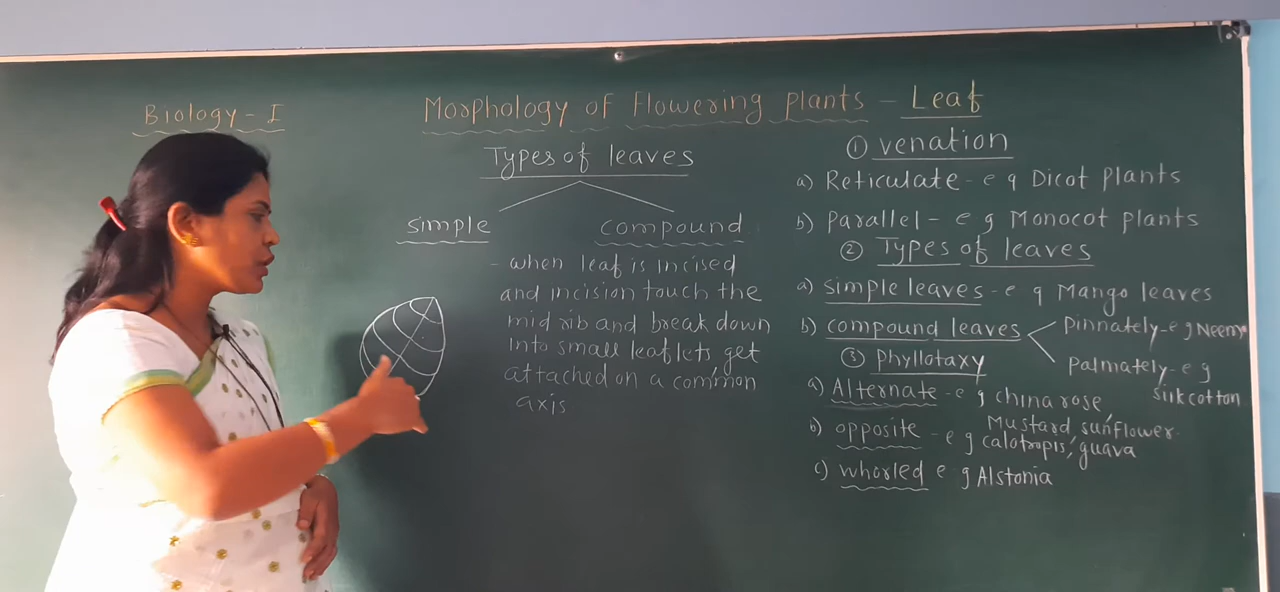 Biology - I
Morphology of Flowering Plants - Leaf
Types of leaves
simple
compound
- when leaf is incised
and incision touch the
mid rib and break down
Into small leaflets get
attached on a common
axis
① venation
a) Reticulate - e g Dicot plants
b) Parallel - e g Monocot plants
② Types of leaves
a) simple leaves - e g Mango leaves
b) compound leaves
Pinnately - e g Neem
Palmately - e g
silk cotton
③ Phyllotaxy
a) Alternate - e g china rose,
Mustard, sunflower
b) opposite - e g calotropis, guava
c) whorled e g Alstonia